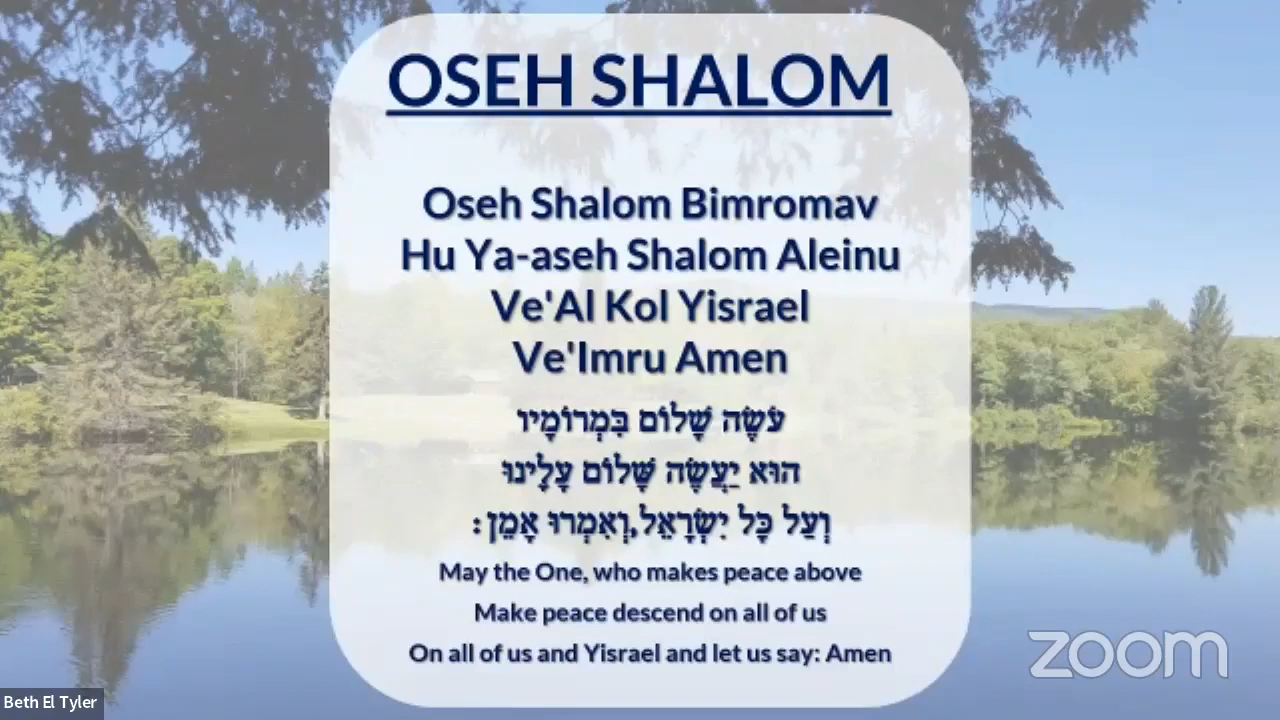 OSEH SHALOM
Oseh Shalom Bimromav
Hu Ya-aseh Shalom Aleinu
Ve'Al Kol Yisrael
Ve'Imru Amen
עֹשֶׂה שָׁלוֹם בִּמְרוֹמָיו
הוּא יַעֲשֶׂה שָּׁלוֹם עָלֵינוּ
וְעַל כָּל יִשְׂרָאֵל,וְאִמְרוּ אָמֵן:
May the One, who makes peace above
Make peace descend on all of us
On all of us and Yisrael and let us say: Amen
zoom
Beth El Tyler